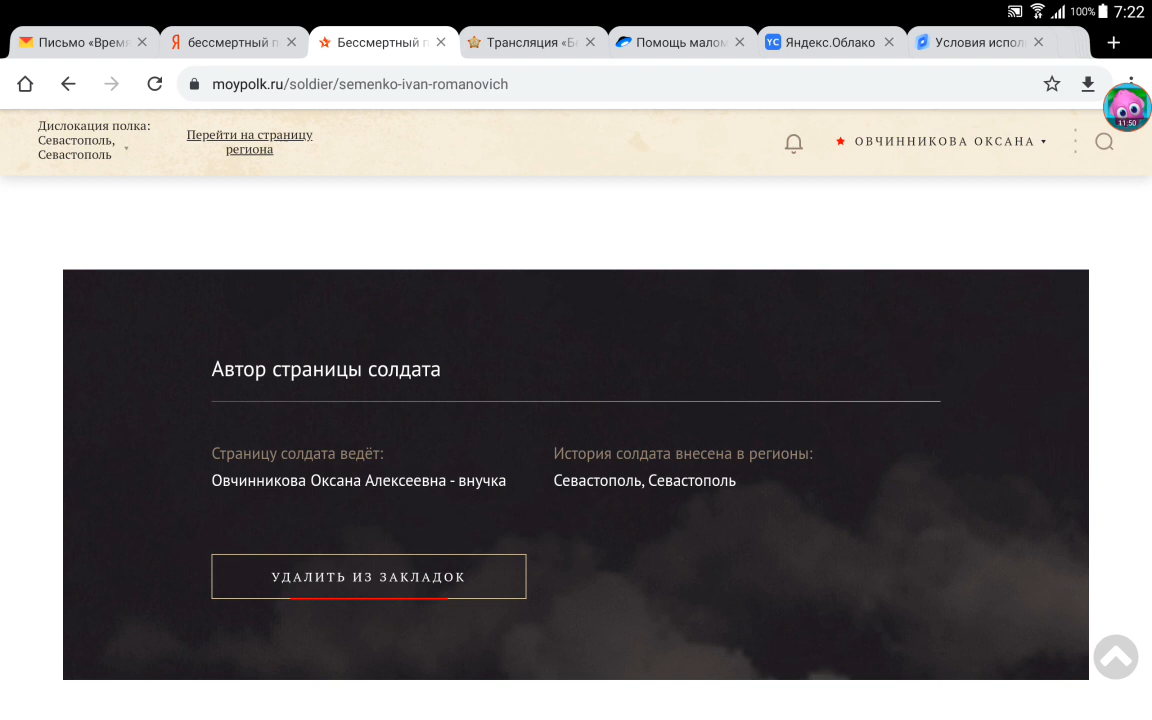 100% 7:22
Письмо «Время
бессмертный п
Бессмертный п
Трансляция «Бе
Помощь малом
Яндекс.Облако
Условия испол
moypolk.ru/soldier/semenko-ivan-romanovich
11:50
Дислокация полка:
Севастополь,
Севастополь
Перейти на страницу
региона
ОВЧИННИКОВА ОКСАНА
Автор страницы солдата
Страницу солдата ведёт:
Овчинникова Оксана Алексеевна - внучка
История солдата внесена в регионы:
Севастополь, Севастополь
УДАЛИТЬ ИЗ ЗАКЛАДОК